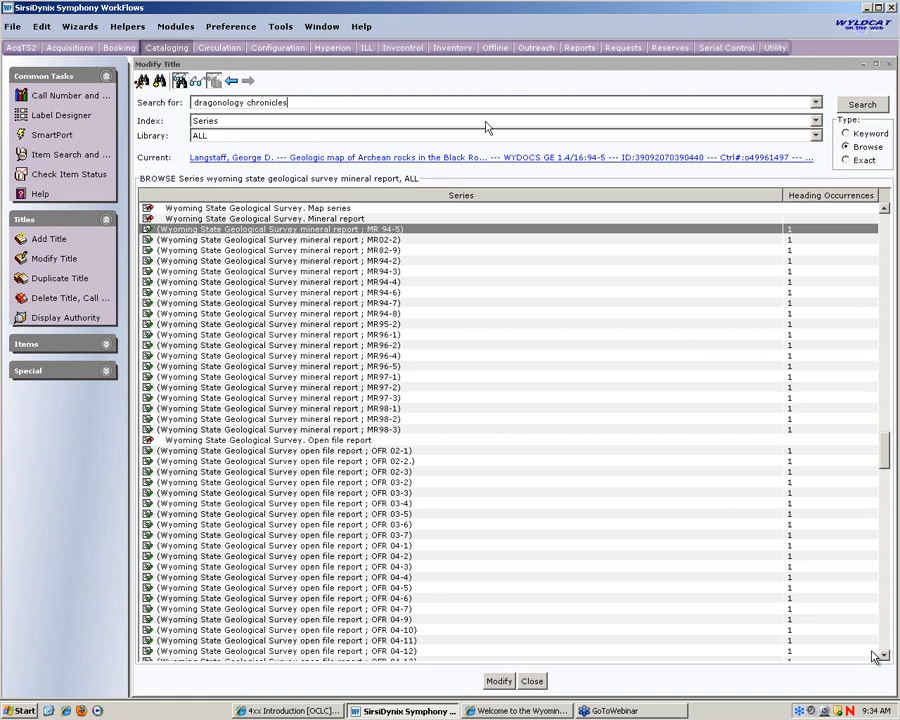 SirsiDynix Symphony WorkFlows
File Edit Wizards Helpers Modules Preference Tools Window Help
WYLDCAT
on the Web
AcqTS2 Acquisitions Booking Cataloging Circulation Configuration Hyperion ILL Invcontrol Inventory Offline Outreach Reports Requests Reserves Serial Control Utility
Common Tasks
Call Number and ...
Label Designer
SmartPort
Item Search and ...
Check Item Status
Help
Titles
Add Title
Modify Title
Duplicate Title
Delete Title, Call ...
Display Authority
Items
Special
Modify Title
Search for: dragonology chronicles
Search
Index: Series
Library: ALL
Type:
Keyword
Browse
Exact
Current: Langstaff, George D. --- Geologic map of Archean rocks in the Black Ro... --- WYDOCS GE 1.4/16:94-5 --- ID:39092070390440 --- Ctrl#:o49961497 --- ...
BROWSE Series wyoming state geological survey mineral report, ALL
Series Heading Occurrences
Wyoming State Geological Survey. Map series
Wyoming State Geological Survey. Mineral report
(Wyoming State Geological Survey mineral report ; MR 94-5) 1
(Wyoming State Geological Survey mineral report ; MR02-2) 1
(Wyoming State Geological Survey mineral report ; MR82-9) 1
(Wyoming State Geological Survey mineral report ; MR94-2) 1
(Wyoming State Geological Survey mineral report ; MR94-3) 1
(Wyoming State Geological Survey mineral report ; MR94-4) 1
(Wyoming State Geological Survey mineral report ; MR94-6) 1
(Wyoming State Geological Survey mineral report ; MR94-7) 1
(Wyoming State Geological Survey mineral report ; MR94-8) 1
(Wyoming State Geological Survey mineral report ; MR95-2) 1
(Wyoming State Geological Survey mineral report ; MR96-1) 1
(Wyoming State Geological Survey mineral report ; MR96-2) 1
(Wyoming State Geological Survey mineral report ; MR96-4) 1
(Wyoming State Geological Survey mineral report ; MR96-5) 1
(Wyoming State Geological Survey mineral report ; MR97-1) 1
(Wyoming State Geological Survey mineral report ; MR97-2) 1
(Wyoming State Geological Survey mineral report ; MR97-3) 1
(Wyoming State Geological Survey mineral report ; MR98-1) 1
(Wyoming State Geological Survey mineral report ; MR98-2) 1
(Wyoming State Geological Survey mineral report ; MR98-3) 1
Wyoming State Geological Survey. Open file report
(Wyoming State Geological Survey open file report ; OFR 02-1) 1
(Wyoming State Geological Survey open file report ; OFR 02-2.) 1
(Wyoming State Geological Survey open file report ; OFR 02-3) 1
(Wyoming State Geological Survey open file report ; OFR 03-2) 1
(Wyoming State Geological Survey open file report ; OFR 03-3) 1
(Wyoming State Geological Survey open file report ; OFR 03-4) 1
(Wyoming State Geological Survey open file report ; OFR 03-5) 1
(Wyoming State Geological Survey open file report ; OFR 03-6) 1
(Wyoming State Geological Survey open file report ; OFR 03-7) 1
(Wyoming State Geological Survey open file report ; OFR 04-1) 1
(Wyoming State Geological Survey open file report ; OFR 04-2) 1
(Wyoming State Geological Survey open file report ; OFR 04-3) 1
(Wyoming State Geological Survey open file report ; OFR 04-4) 1
(Wyoming State Geological Survey open file report ; OFR 04-5) 1
(Wyoming State Geological Survey open file report ; OFR 04-6) 1
(Wyoming State Geological Survey open file report ; OFR 04-7) 1
(Wyoming State Geological Survey open file report ; OFR 04-9) 1
(Wyoming State Geological Survey open file report ; OFR 04-10) 1
(Wyoming State Geological Survey open file report ; OFR 04-11) 1
(Wyoming State Geological Survey open file report ; OFR 04-12) 1
Modify Close
Start 4xx Introduction [OCLC]... SirsiDynix Symphony ... Welcome to the Wyomin... GoToWebinar 9:34 AM